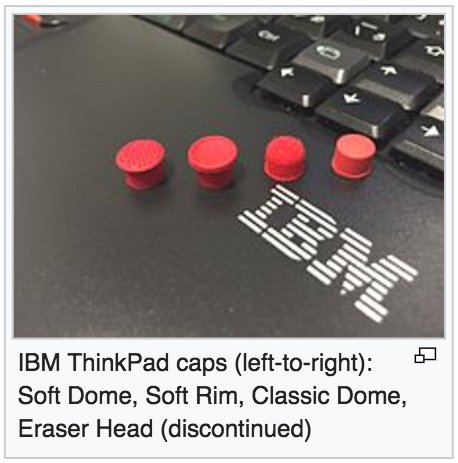 IBM
IBM ThinkPad caps (left-to-right):
Soft Dome, Soft Rim, Classic Dome,
Eraser Head (discontinued)